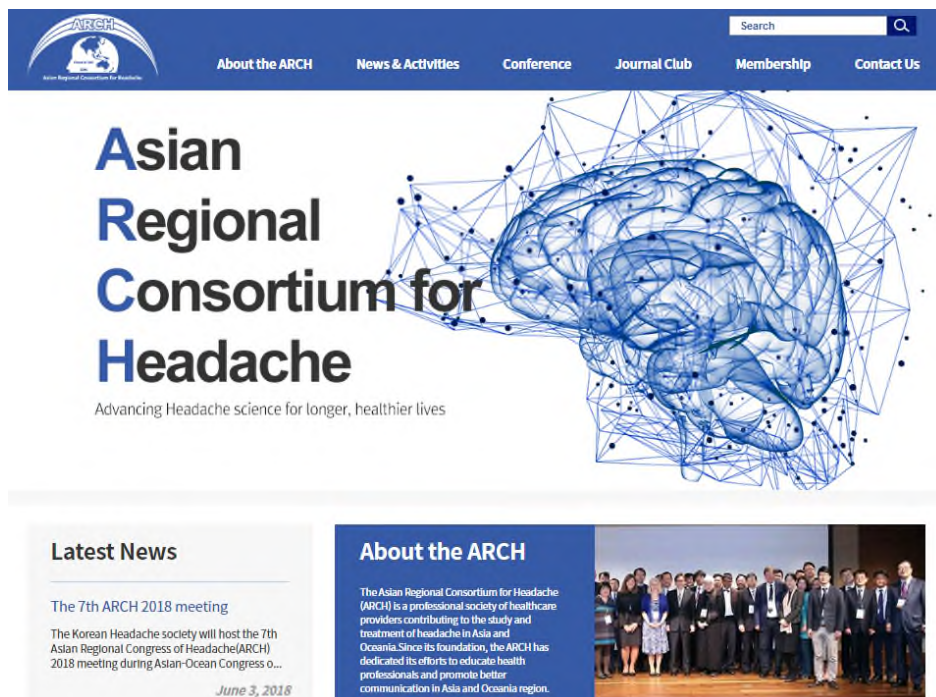 ARCH
Asian Regional Consortium for Headache
Search
About the ARCH
News & Activities
Conference
Journal Club
Membership
Contact Us
Asian
Regional
Consortium for
Headache
Advancing Headache science for longer, healthier lives
Latest News
The 7th ARCH 2018 meeting
The Korean Headache society will host the 7th
Asian Regional Congress of Headache(ARCH)
2018 meeting during Asian-Ocean Congress o...
June 3, 2018
About the ARCH
The Asian Regional Consortium for Headache
(ARCH) is a professional society of healthcare
providers contributing to the study and
treatment of headache in Asia and
Oceania.Since its foundation, the ARCH has
dedicated its efforts to educate health
professionals and promote better
communication in Asia and Oceania region.